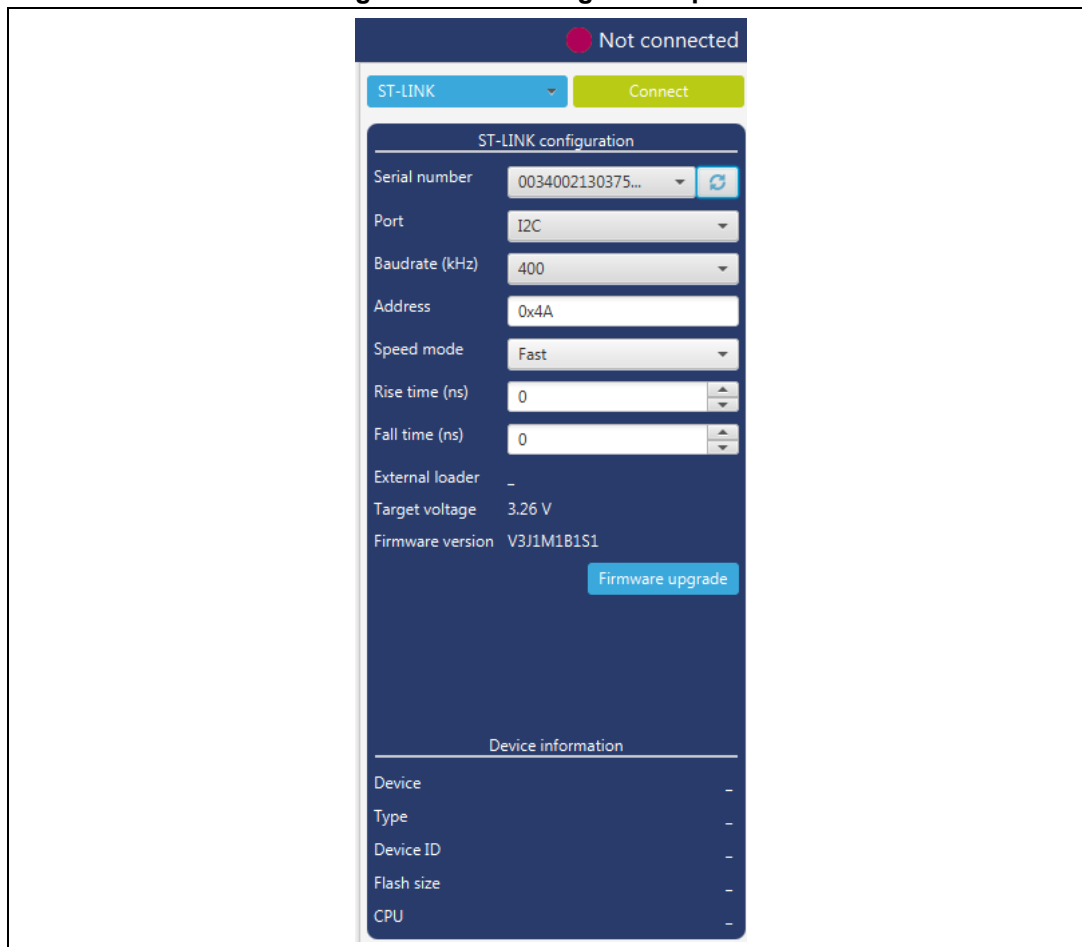 Not connected
ST-LINK Connect
ST-LINK configuration
Serial number 0034002130375...
Port I2C
Baudrate (kHz) 400
Address 0x4A
Speed mode Fast
Rise time (ns) 0
Fall time (ns) 0
External loader _
Target voltage 3.26 V
Firmware version V3J1M1B1S1
Firmware upgrade
Device information
Device _
Type _
Device ID _
Flash size _
CPU _